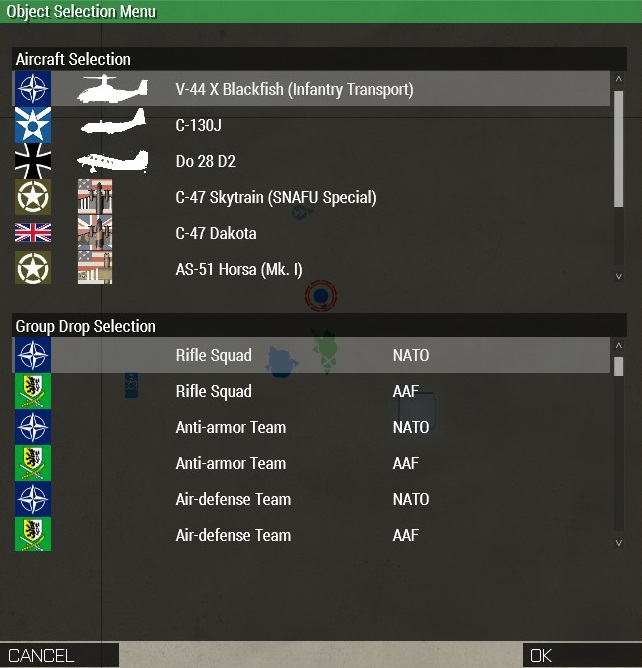 Object Selection Menu
Aircraft Selection
V-44 X Blackfish (Infantry Transport)
C-130J
Do 28 D2
C-47 Skytrain (SNAFU Special)
C-47 Dakota
AS-51 Horsa (Mk. I)
Group Drop Selection
Rifle Squad NATO
Rifle Squad AAF
Anti-armor Team NATO
Anti-armor Team AAF
Air-defense Team NATO
Air-defense Team AAF
CANCEL OK